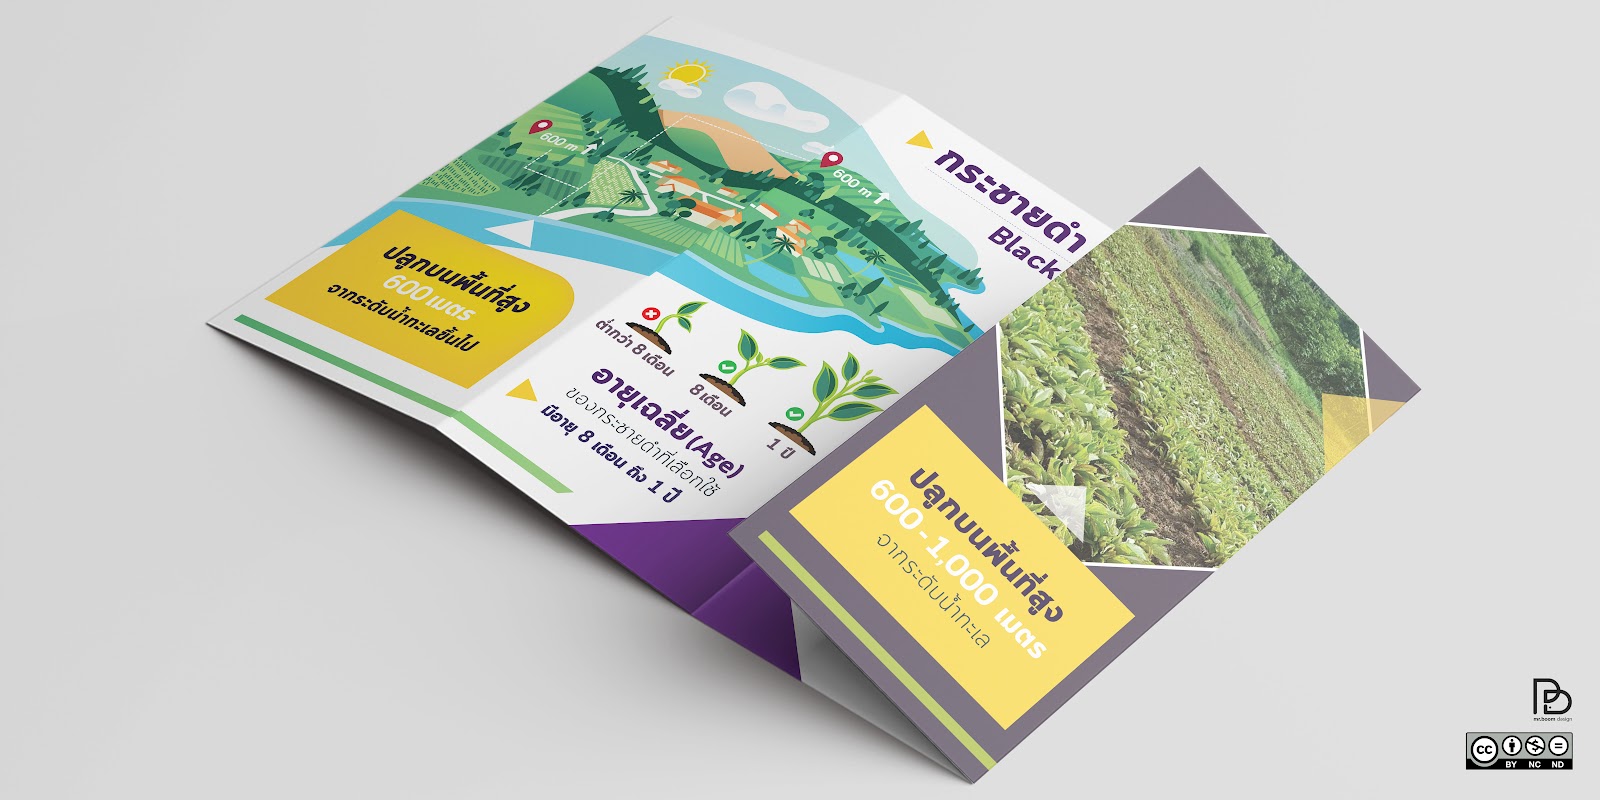 600 m
600 m
ปลูกบนพื้นที่สูง
600 เมตร
จากระดับน้ำทะเลขึ้นไป
กระชายดำ
Black
ต่ำกว่า 8 เดือน
8 เดือน
1 ปี
อายุเฉลี่ย (Age)
ของกระชายดำที่เลือกใช้
มีอายุ 8 เดือน ถึง 1 ปี
ปลูกบนพื้นที่สูง
600-1,000 เมตร
จากระดับน้ำทะเล
mr.boom design
cc
BY NC ND